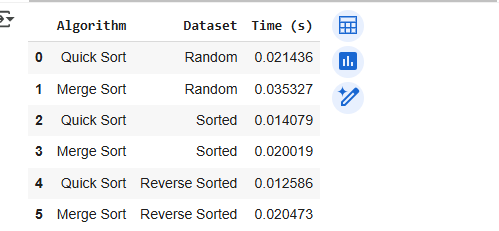 Algorithm Dataset Time (s)
0 Quick Sort Random 0.021436
1 Merge Sort Random 0.035327
2 Quick Sort Sorted 0.014079
3 Merge Sort Sorted 0.020019
4 Quick Sort Reverse Sorted 0.012586
5 Merge Sort Reverse Sorted 0.020473